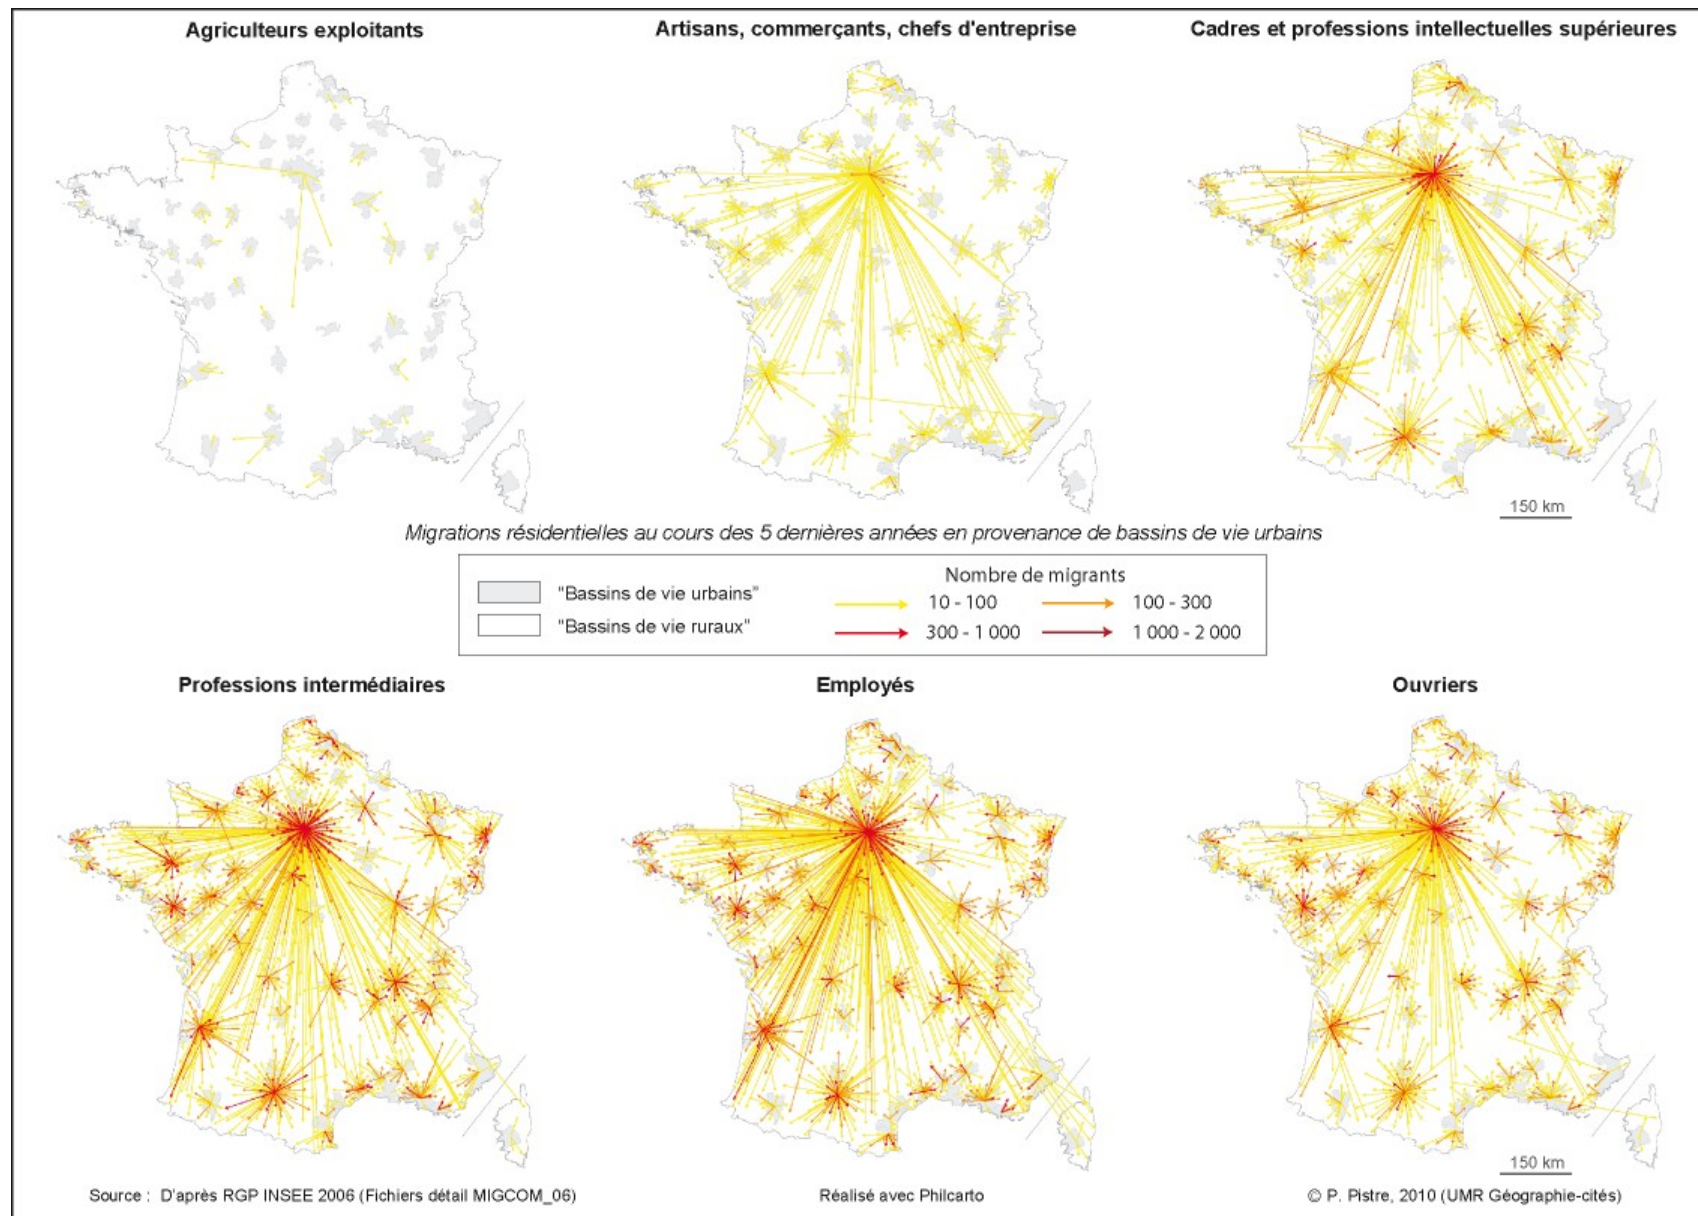 Agriculteurs exploitants
Artisans, commerçants, chefs d'entreprise
Cadres et professions intellectuelles supérieures
150 km
Migrations résidentielles au cours des 5 dernières années en provenance de bassins de vie urbains
Nombre de migrants
"Bassins de vie urbains"
10 - 100
100 - 300
"Bassins de vie ruraux"
300 - 1 000
1 000 - 2 000
Professions intermédiaires
Employés
Ouvriers
150 km
Source : D'après RGP INSEE 2006 (Fichiers détail MIGCOM_06)
Réalisé avec Philcarto
© P. Pistre, 2010 (UMR Géographie-cités)